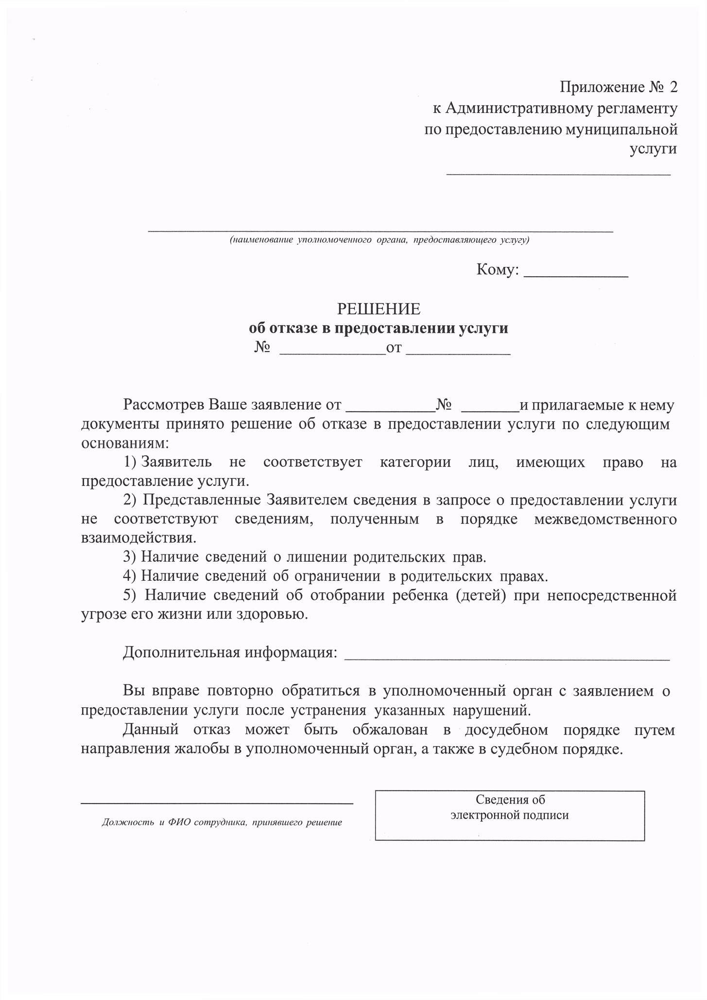 Приложение № 2
к Административному регламенту
по предоставлению муниципальной
услуги
(наименование уполномоченного органа, предоставляющего услугу)
Кому: _____________
РЕШЕНИЕ
об отказе в предоставлении услуги
№ _____________от _____________
Рассмотрев Ваше заявление от ___________№ _______и прилагаемые к нему
документы принято решение об отказе в предоставлении услуги по следующим
основаниям:
1) Заявитель не соответствует категории лиц, имеющих право на
предоставление услуги.
2) Представленные Заявителем сведения в запросе о предоставлении услуги
не соответствуют сведениям, полученным в порядке межведомственного
взаимодействия.
3) Наличие сведений о лишении родительских прав.
4) Наличие сведений об ограничении в родительских правах.
5) Наличие сведений об отобрании ребенка (детей) при непосредственной
угрозе его жизни или здоровью.
Дополнительная информация: ________________________________________
Вы вправе повторно обратиться в уполномоченный орган с заявлением о
предоставлении услуги после устранения указанных нарушений.
Данный отказ может быть обжалован в досудебном порядке путем
направления жалобы в уполномоченный орган, а также в судебном порядке.
Должность и ФИО сотрудника, принявшего решение
Сведения об
электронной подписи